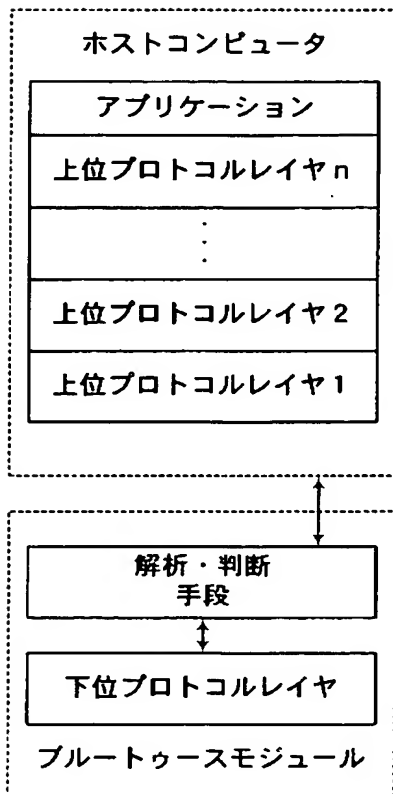 ホストコンピュータ
アプリケーション
上位プロトコルレイヤn
・
・
・
上位プロトコルレイヤ2
上位プロトコルレイヤ1
解析・判断
手段
下位プロトコルレイヤ
ブルートゥースモジュール